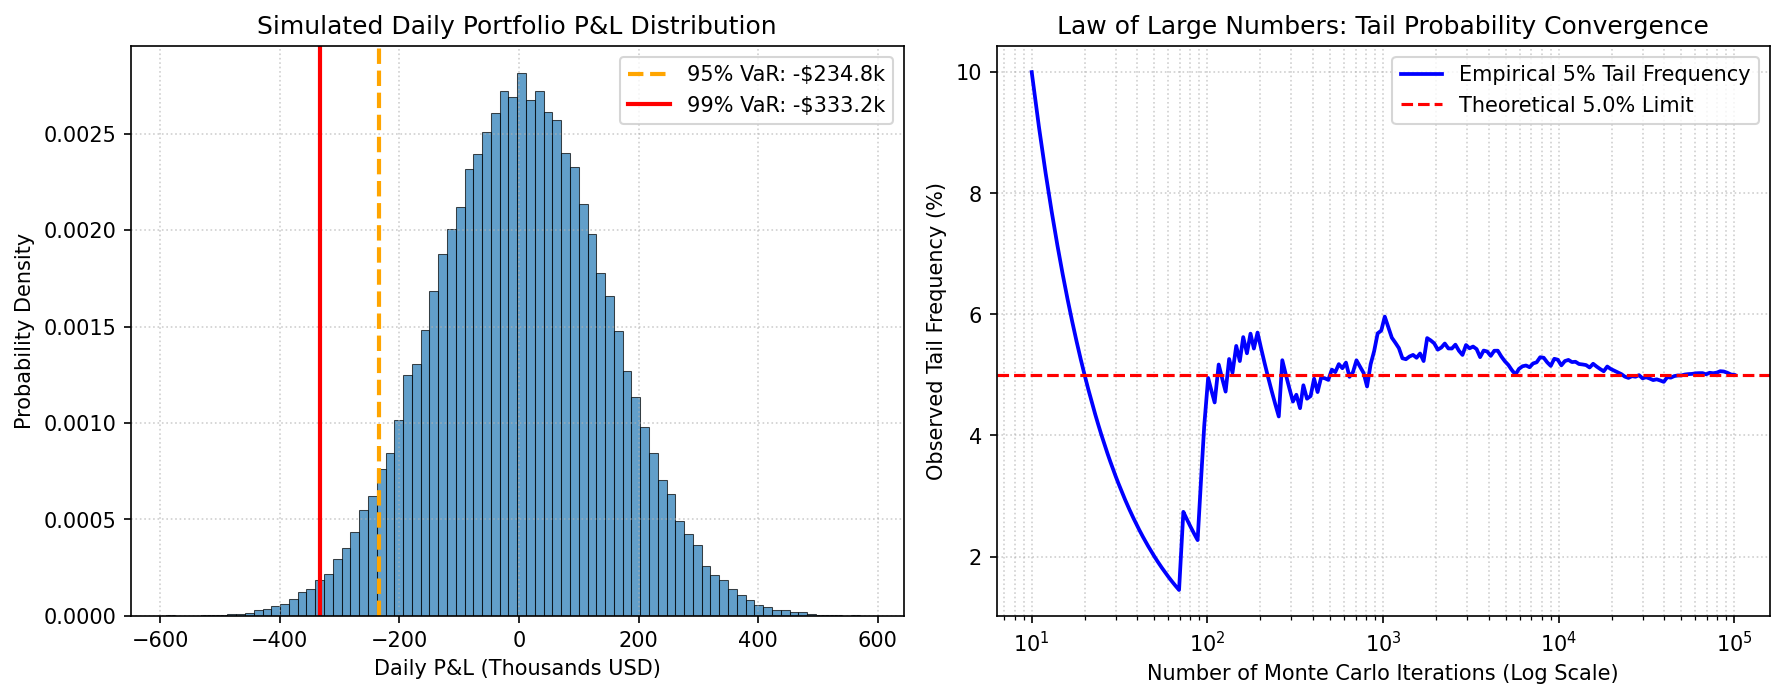 Simulated Daily Portfolio P&L Distribution
95% VaR: -$234.8k
99% VaR: -$333.2k
Probability Density
0.0025
0.0020
0.0015
0.0010
0.0005
0.0000
−600 −400 −200 0 200 400 600
Daily P&L (Thousands USD)
Law of Large Numbers: Tail Probability Convergence
Empirical 5% Tail Frequency
Theoretical 5.0% Limit
Observed Tail Frequency (%)
10
8
6
4
2
10¹ 10² 10³ 10⁴ 10⁵
Number of Monte Carlo Iterations (Log Scale)